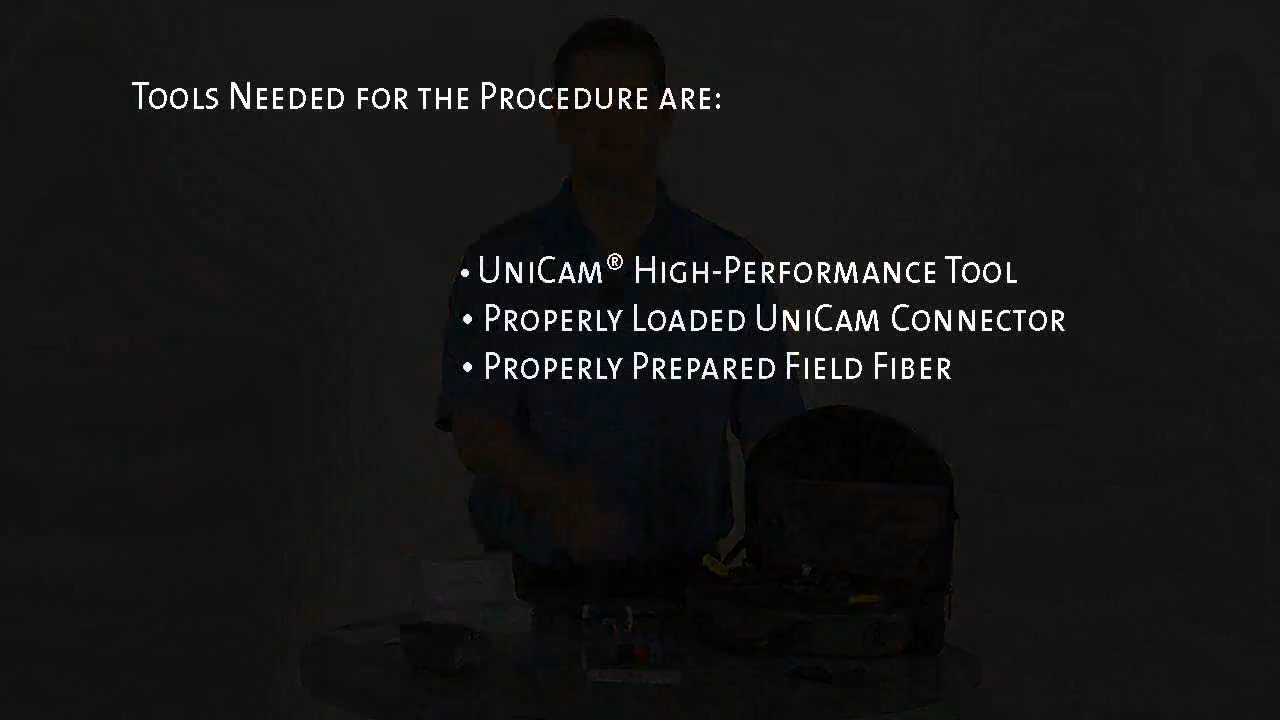 Tools Needed for the Procedure are:
• UniCam® High-Performance Tool
• Properly Loaded UniCam Connector
• Properly Prepared Field Fiber